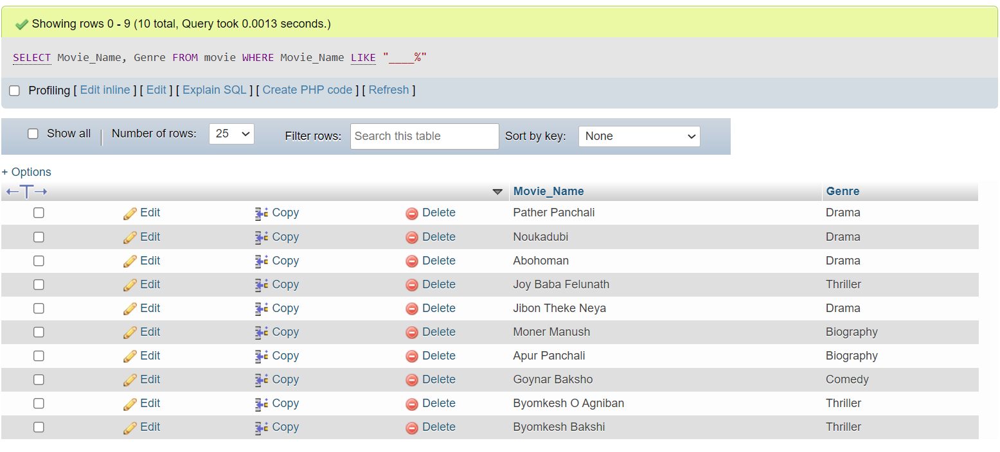 Showing rows 0 - 9 (10 total, Query took 0.0013 seconds.)
SELECT Movie_Name, Genre FROM movie WHERE Movie_Name LIKE "____%"
Profiling [ Edit inline ] [ Edit ] [ Explain SQL ] [ Create PHP code ] [ Refresh ]
Show all Number of rows: 25 Filter rows: Search this table Sort by key: None
+ Options
←T→ Movie_Name Genre
Edit Copy Delete Pather Panchali Drama
Edit Copy Delete Noukadubi Drama
Edit Copy Delete Abohoman Drama
Edit Copy Delete Joy Baba Felunath Thriller
Edit Copy Delete Jibon Theke Neya Drama
Edit Copy Delete Moner Manush Biography
Edit Copy Delete Apur Panchali Biography
Edit Copy Delete Goynar Baksho Comedy
Edit Copy Delete Byomkesh O Agniban Thriller
Edit Copy Delete Byomkesh Bakshi Thriller